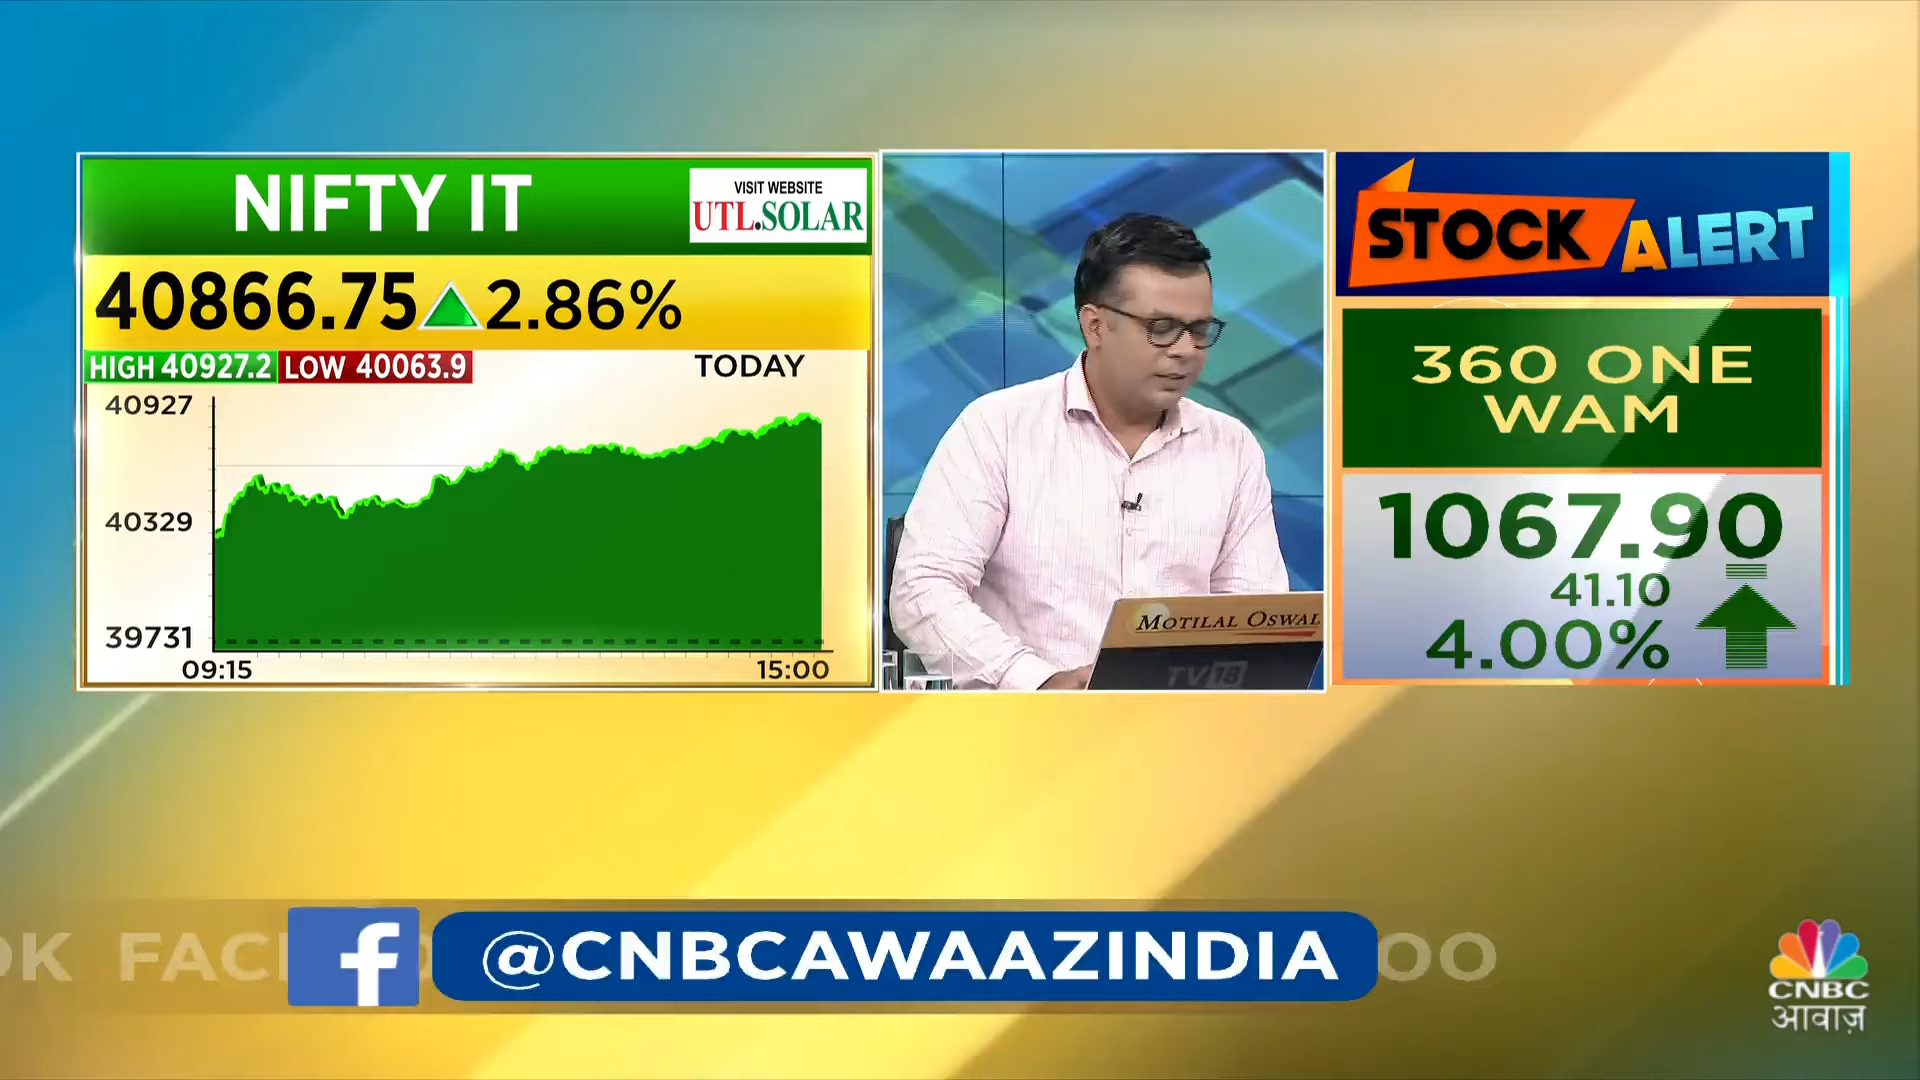 NIFTY IT
VISIT WEBSITE
UTL.SOLAR
40866.75 2.86%
HIGH 40927.2 LOW 40063.9
TODAY
40927
40329
39731
09:15 15:00
MOTILAL OSWAL
TV18
STOCK ALERT
360 ONE
WAM
1067.90
41.10
4.00%
@CNBCAWAAZINDIA
CNBC
आवाज़